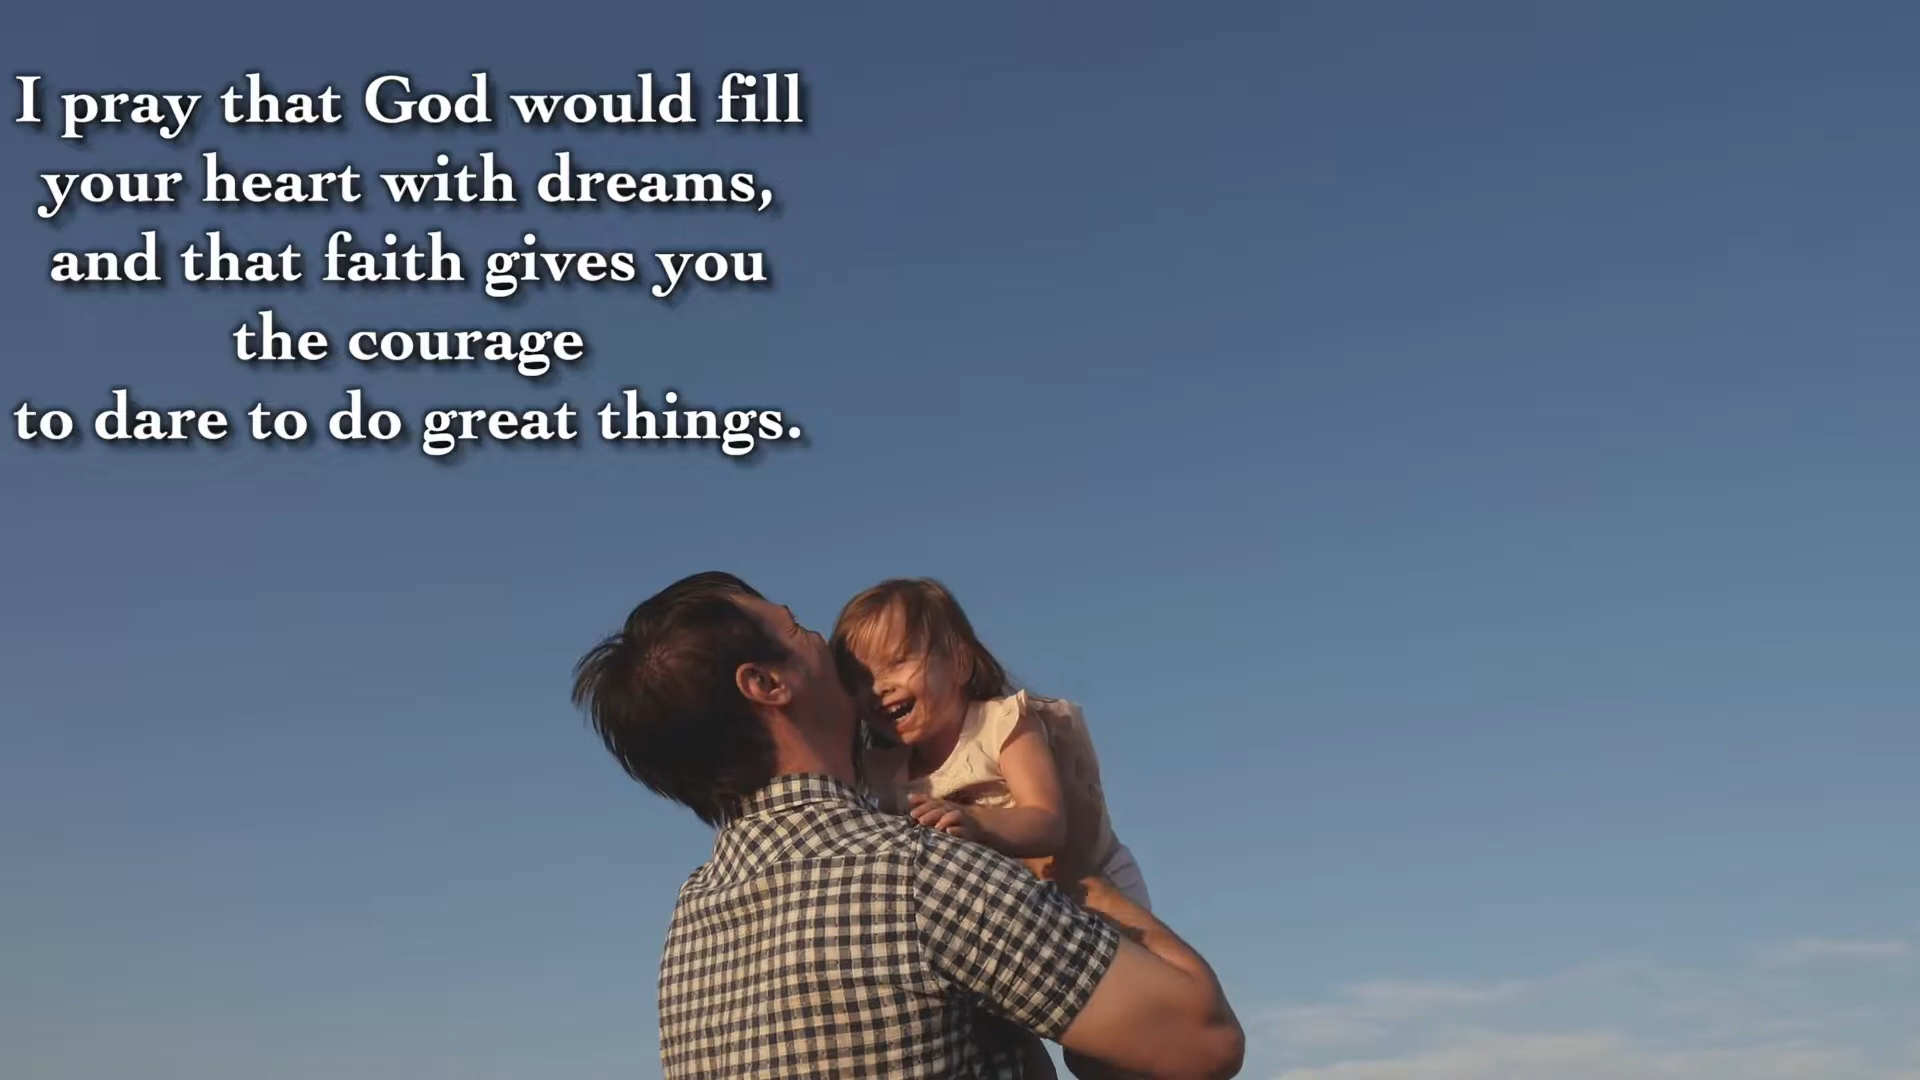 I pray that God would fill
your heart with dreams,
and that faith gives you
the courage
to dare to do great things.